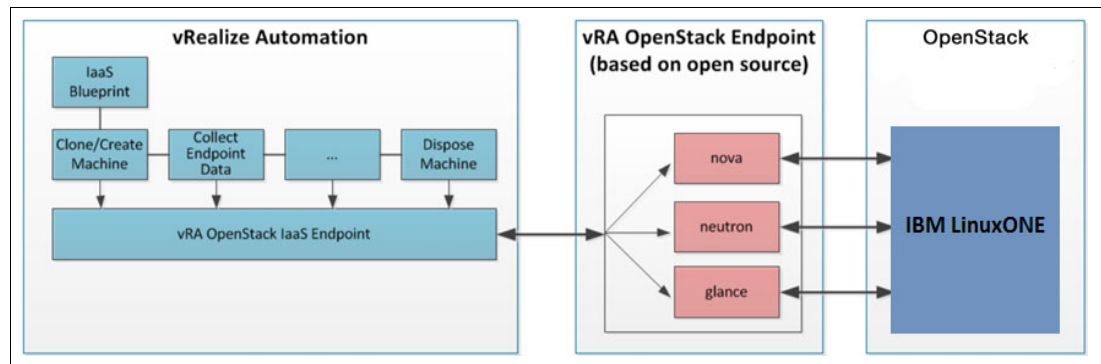 vRealize Automation
IaaS
Blueprint
Clone/Create
Machine
Collect
Endpoint
Data
...
Dispose
Machine
vRA OpenStack IaaS Endpoint
vRA OpenStack Endpoint
(based on open source)
nova
neutron
glance
OpenStack
IBM LinuxONE